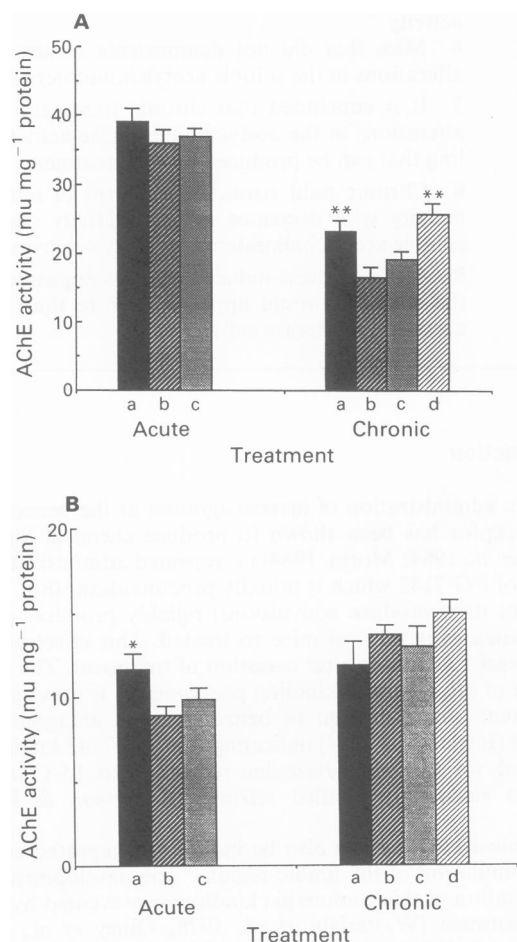 A
50
40
30
20
10
0
AChE activity (mu mg⁻¹ protein)
**
**
a b c a b c d
Acute Chronic
Treatment
B
20
10
0
AChE activity (mu mg⁻¹ protein)
*
a b c a b c d
Acute Chronic
Treatment